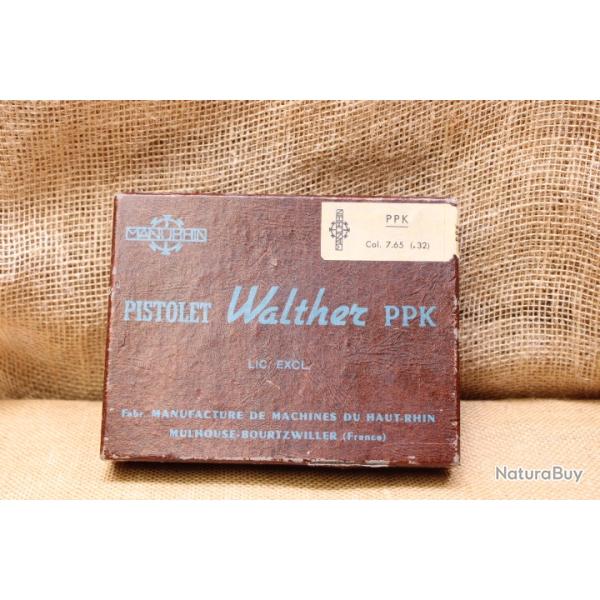 MANURHIN
PPK
MANURHIN
Cal. 7.65 (.32)
PISTOLET Walther PPK
LIC. EXCL.
Fabr. MANUFACTURE DE MACHINES DU HAUT-RHIN
MULHOUSE-BOURTZWILLER (France)
NaturaBuy